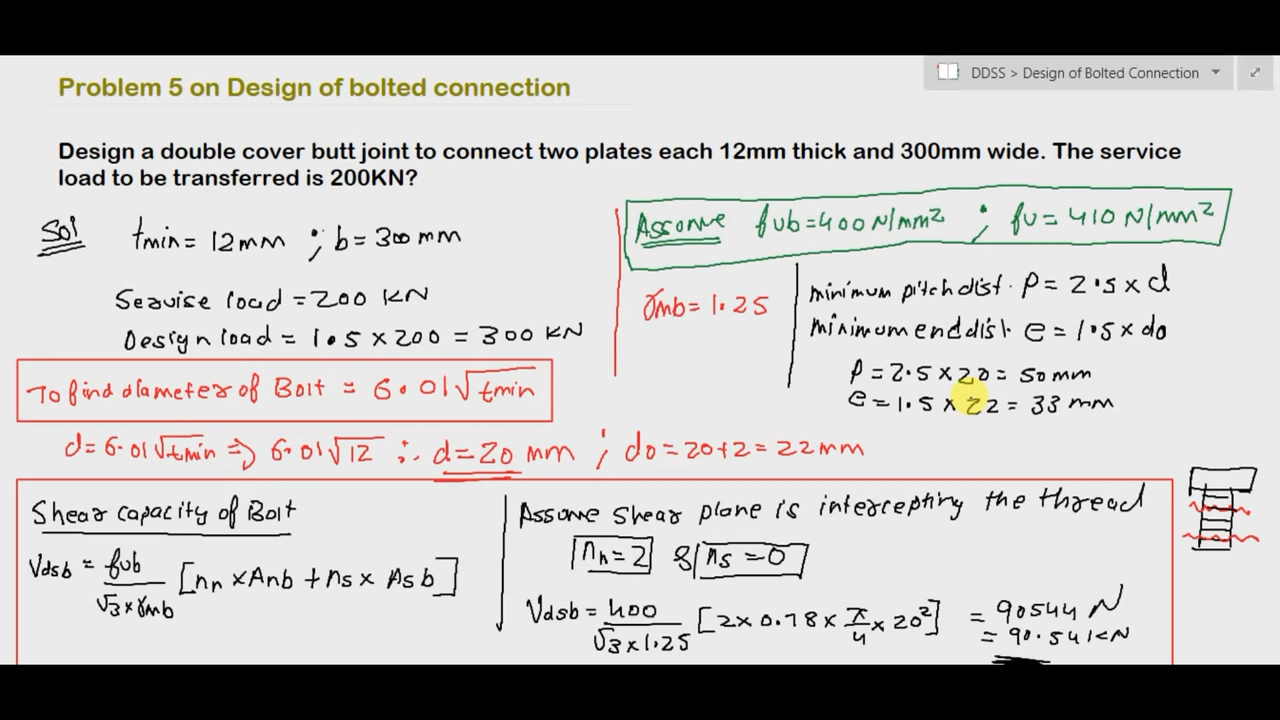 DDSS > Design of Bolted Connection
Problem 5 on Design of bolted connection
Design a double cover butt joint to connect two plates each 12mm thick and 300mm wide. The service
load to be transferred is 200KN?
Sol
tmin = 12mm ; b = 300 mm
Servise load = 200 KN
Design load = 1.5 × 200 = 300 KN
Assume fub = 400 N/mm² ; fu = 410 N/mm²
γmb = 1.25
minimum pitch dist. P = 2.5 × d
minimum end dist. e = 1.5 × do
P = 2.5 × 20 = 50 mm
e = 1.5 × 22 = 33 mm
To find diameter of Bolt = 6.01√tmin
d = 6.01√tmin => 6.01√12 ∴ d = 20 mm ; do = 20+2 = 22 mm
Shear capacity of Bolt
Vdsb = fub/√3 × γmb [nn × Anb + ns × Asb]
Assume shear plane is intercepting the thread
nn = 2 & ns = 0
Vdsb = 400/√3 × 1.25 [2 × 0.78 × π/4 × 20²] = 90544 N
= 90.54 KN